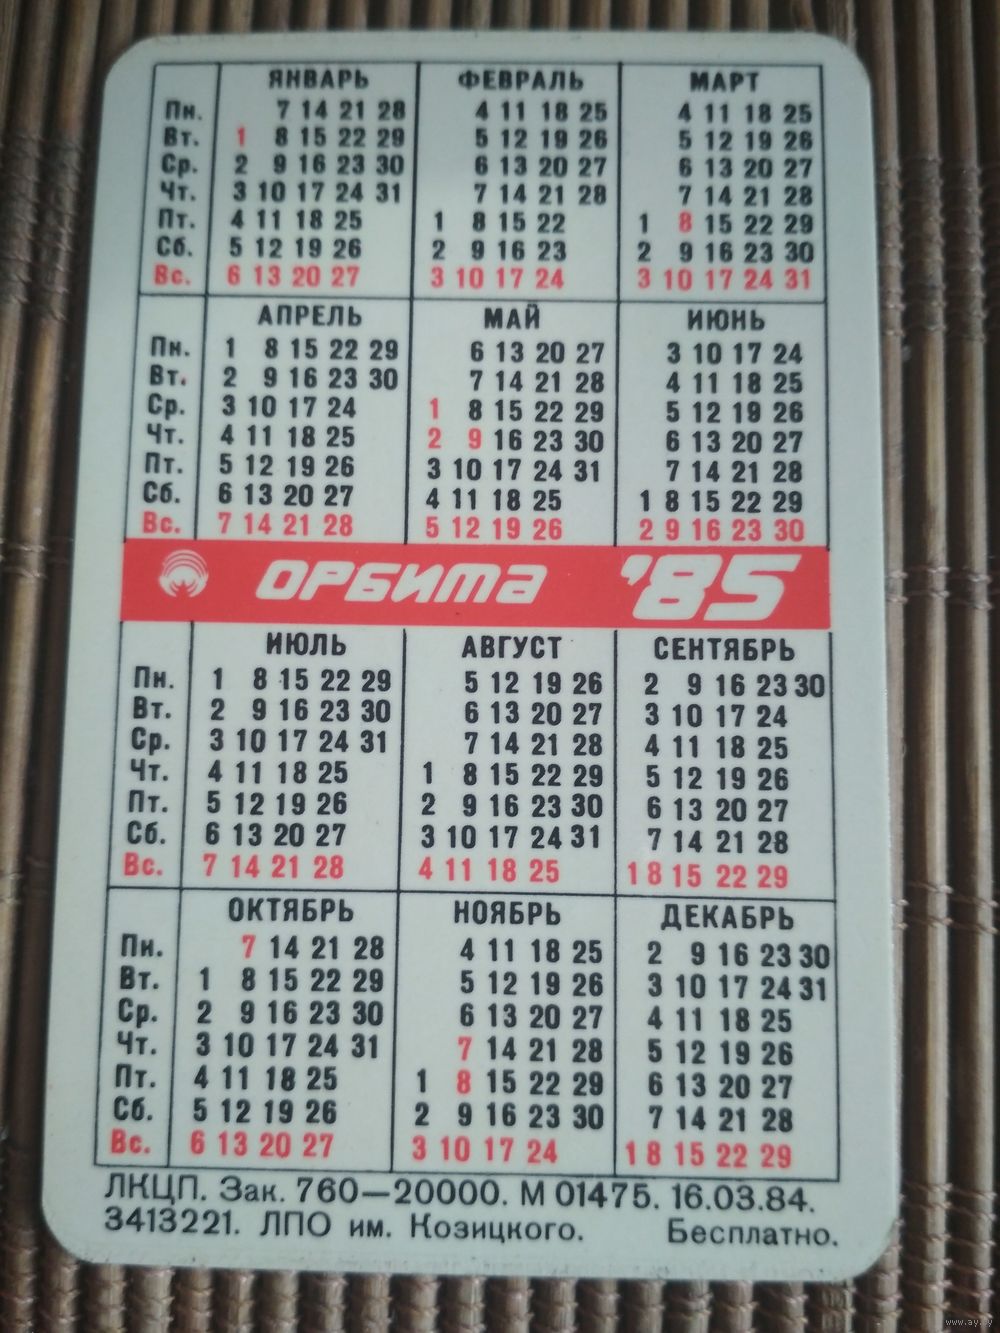 ЯНВАРЬ ФЕВРАЛЬ МАРТ
Пн. 7 14 21 28 4 11 18 25 4 11 18 25
Вт. 1 8 15 22 29 5 12 19 26 5 12 19 26
Ср. 2 9 16 23 30 6 13 20 27 6 13 20 27
Чт. 3 10 17 24 31 7 14 21 28 7 14 21 28
Пт. 4 11 18 25 1 8 15 22 1 8 15 22 29
Сб. 5 12 19 26 2 9 16 23 2 9 16 23 30
Вс. 6 13 20 27 3 10 17 24 3 10 17 24 31
АПРЕЛЬ МАЙ ИЮНЬ
Пн. 1 8 15 22 29 6 13 20 27 3 10 17 24
Вт. 2 9 16 23 30 7 14 21 28 4 11 18 25
Ср. 3 10 17 24 1 8 15 22 29 5 12 19 26
Чт. 4 11 18 25 2 9 16 23 30 6 13 20 27
Пт. 5 12 19 26 3 10 17 24 31 7 14 21 28
Сб. 6 13 20 27 4 11 18 25 1 8 15 22 29
Вс. 7 14 21 28 5 12 19 26 2 9 16 23 30
ОРБИТА '85
ИЮЛЬ АВГУСТ СЕНТЯБРЬ
Пн. 1 8 15 22 29 5 12 19 26 2 9 16 23 30
Вт. 2 9 16 23 30 6 13 20 27 3 10 17 24
Ср. 3 10 17 24 31 7 14 21 28 4 11 18 25
Чт. 4 11 18 25 1 8 15 22 29 5 12 19 26
Пт. 5 12 19 26 2 9 16 23 30 6 13 20 27
Сб. 6 13 20 27 3 10 17 24 31 7 14 21 28
Вс. 7 14 21 28 4 11 18 25 1 8 15 22 29
ОКТЯБРЬ НОЯБРЬ ДЕКАБРЬ
Пн. 7 14 21 28 4 11 18 25 2 9 16 23 30
Вт. 1 8 15 22 29 5 12 19 26 3 10 17 24 31
Ср. 2 9 16 23 30 6 13 20 27 4 11 18 25
Чт. 3 10 17 24 31 7 14 21 28 5 12 19 26
Пт. 4 11 18 25 1 8 15 22 29 6 13 20 27
Сб. 5 12 19 26 2 9 16 23 30 7 14 21 28
Вс. 6 13 20 27 3 10 17 24 1 8 15 22 29
ЛКЦП. Зак. 760—20000. М 01475. 16.03.84.
3413221. ЛПО им. Козицкого. Бесплатно.
www.ay.by